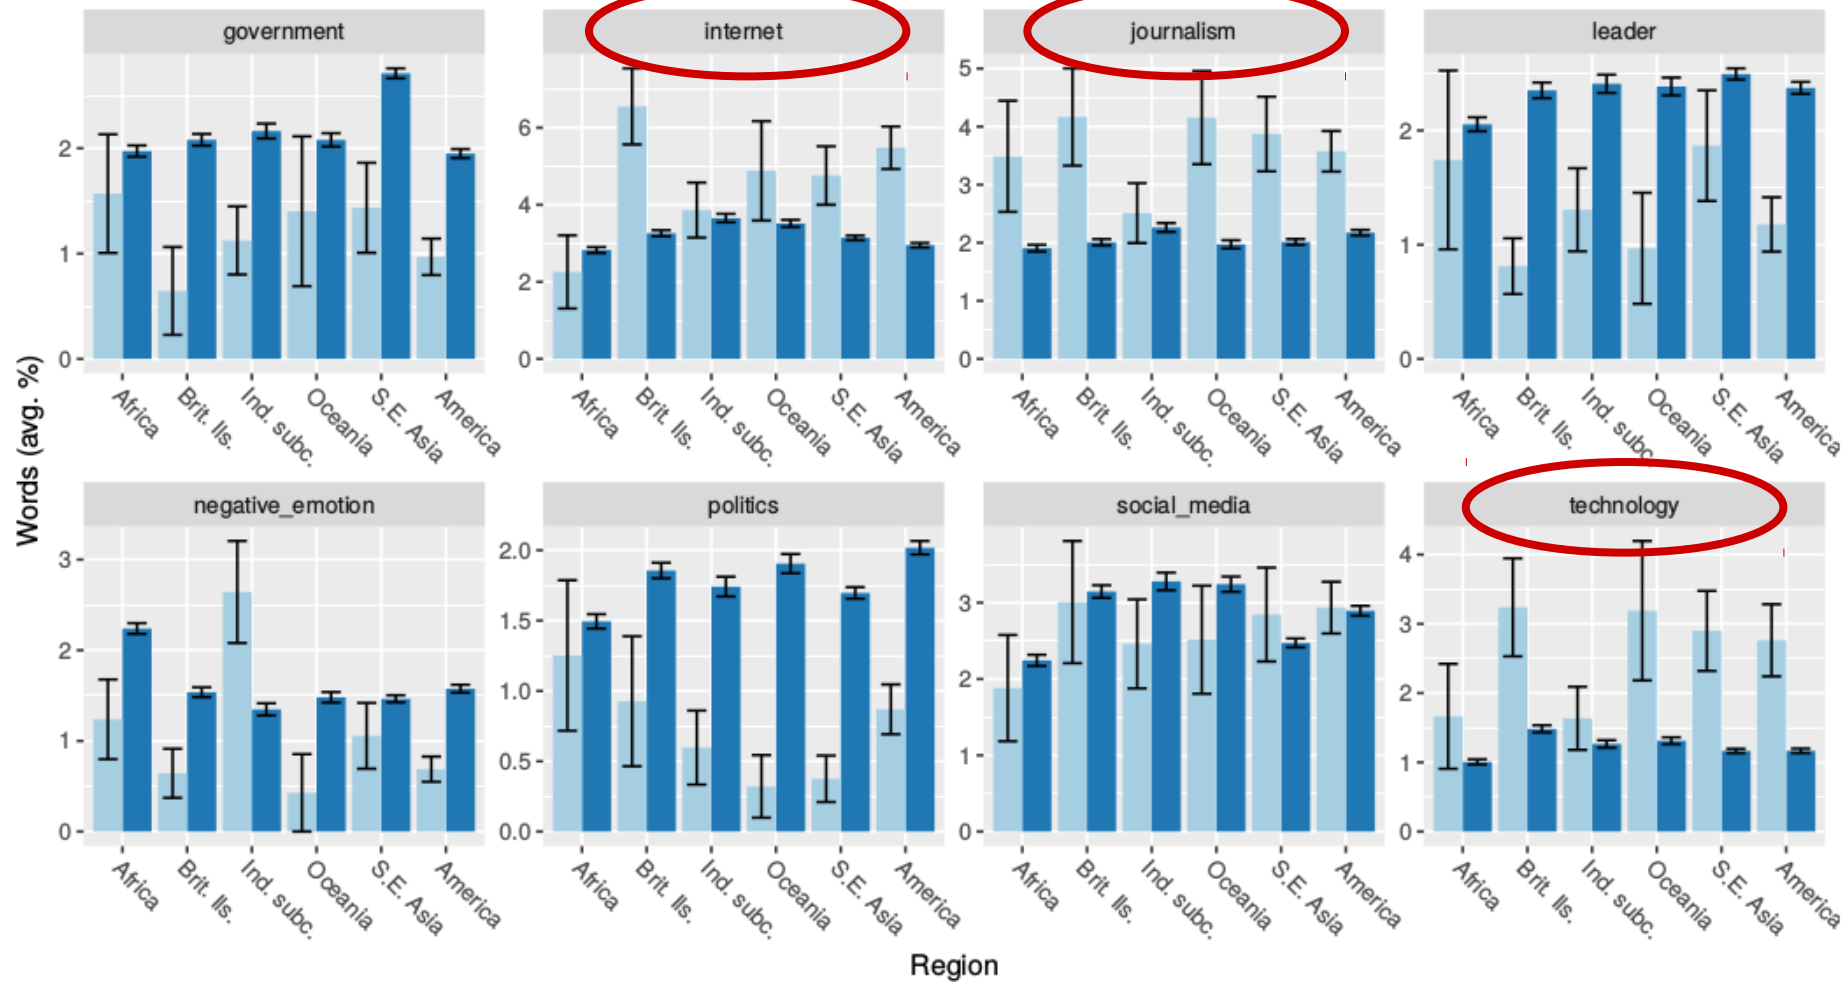 government
internet
journalism
leader
Words (avg. %)
2
1
0
6
4
2
0
5
4
3
2
1
0
2
1
0
Africa
Brit. Ils.
Ind. subc.
Oceania
S.E. Asia
America
Africa
Brit. Ils.
Ind. subc.
Oceania
S.E. Asia
America
Africa
Brit. Ils.
Ind. subc.
Oceania
S.E. Asia
America
Africa
Brit. Ils.
Ind. subc.
Oceania
S.E. Asia
America
negative_emotion
politics
social_media
technology
3
2
1
0
2.0
1.5
1.0
0.5
0.0
3
2
1
0
4
3
2
1
0
Africa
Brit. Ils.
Ind. subc.
Oceania
S.E. Asia
America
Africa
Brit. Ils.
Ind. subc.
Oceania
S.E. Asia
America
Africa
Brit. Ils.
Ind. subc.
Oceania
S.E. Asia
America
Africa
Brit. Ils.
Ind. subc.
Oceania
S.E. Asia
America
Region